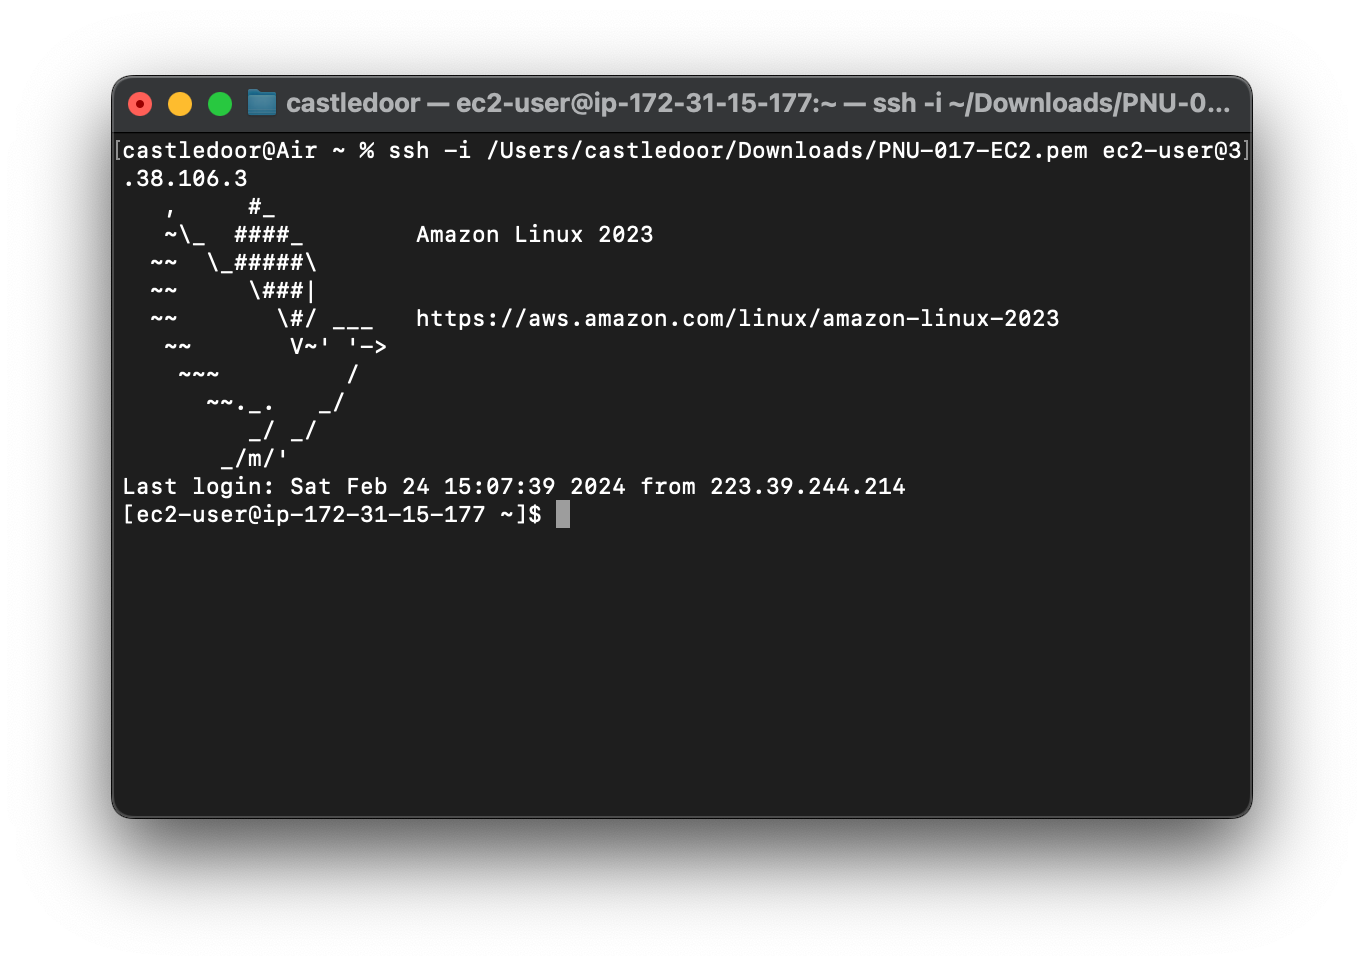 castledoor — ec2-user@ip-172-31-15-177:~ — ssh -i ~/Downloads/PNU-0...
[castledoor@Air ~ % ssh -i /Users/castledoor/Downloads/PNU-017-EC2.pem ec2-user@3]
.38.106.3
   ,     #_
   ~\_  ####_        Amazon Linux 2023
  ~~  \_#####\
  ~~     \###|
  ~~       \#/ ___   https://aws.amazon.com/linux/amazon-linux-2023
   ~~       V~' '->
    ~~~         /
      ~~._.   _/
         _/ _/
       _/m/'
Last login: Sat Feb 24 15:07:39 2024 from 223.39.244.214
[ec2-user@ip-172-31-15-177 ~]$